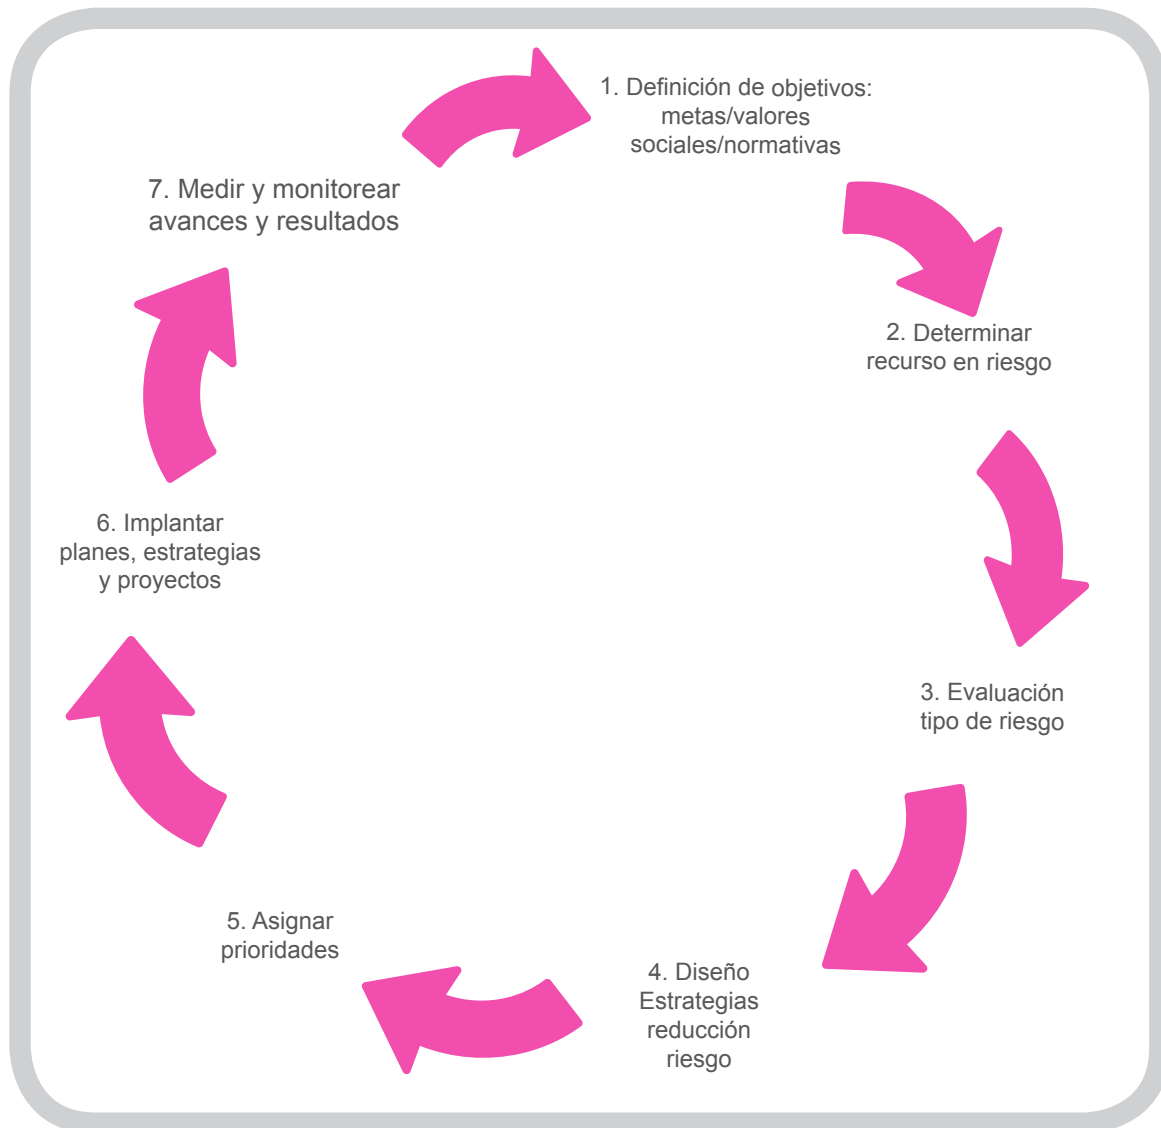 1. Definición de objetivos:
metas/valores
sociales/normativas
2. Determinar
recurso en riesgo
3. Evaluación
tipo de riesgo
4. Diseño
Estrategias
reducción
riesgo
5. Asignar
prioridades
6. Implantar
planes, estrategias
y proyectos
7. Medir y monitorear
avances y resultados